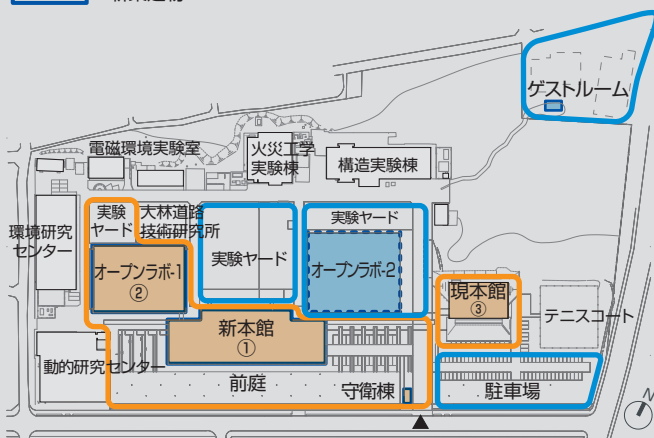 ゲストルーム
電磁環境実験室
火災工学
実験棟
構造実験棟
環境研究
センター
実験
ヤード
大林道路
技術研究所
実験ヤード
実験ヤード
オープンラボ-1
②
オープンラボ-2
現本館
③
テニスコート
新本館
①
動的研究センター
前庭
守衛棟
駐車場
N